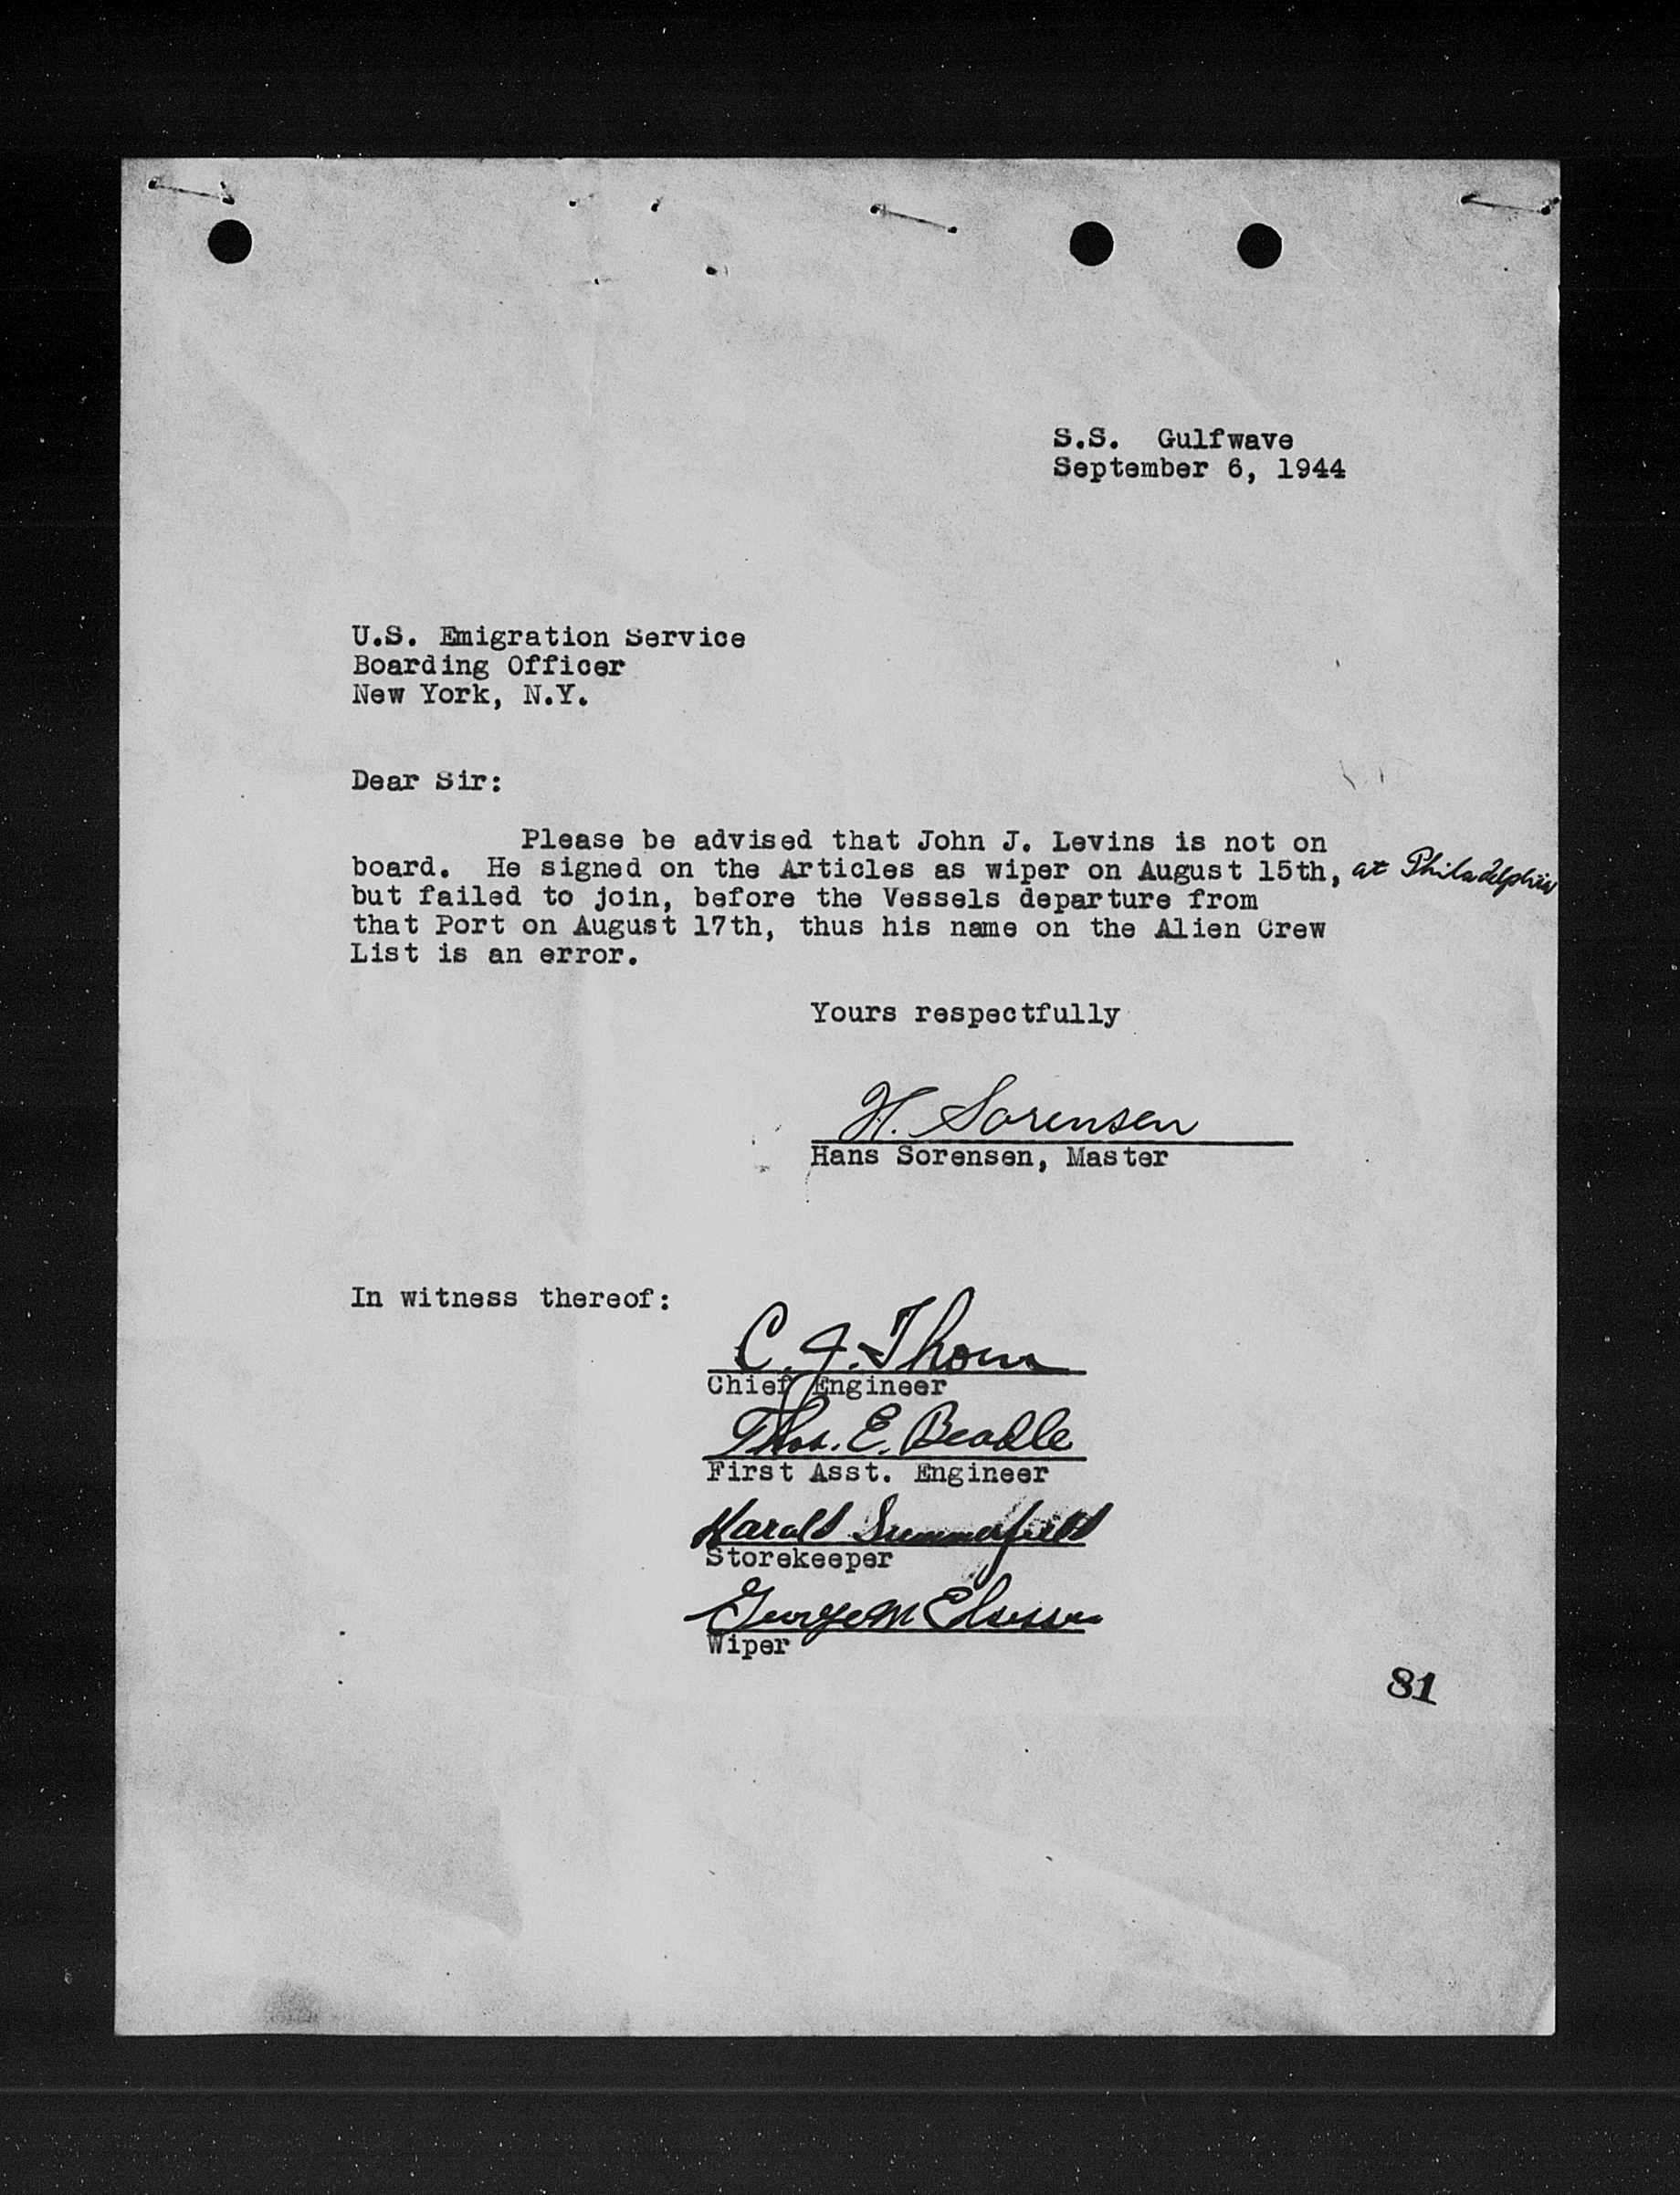 S.S. Gulfwave
September 6, 1944
U.S. Emigration Service
Boarding Officer
New York, N.Y.
Dear Sir:
Please be advised that John J. Levins is not on
board. He signed on the Articles as wiper on August 15th, at Philadelphia
but failed to join, before the Vessels departure from
that Port on August 17th, thus his name on the Alien Crew
List is an error.
Yours respectfully
H. Sorensen
Hans Sorensen, Master
In witness thereof:
C. J. Thom
Chief Engineer
Thos. E. Beadle
First Asst. Engineer
Harald Summerfield
Storekeeper
George M
Wiper
81